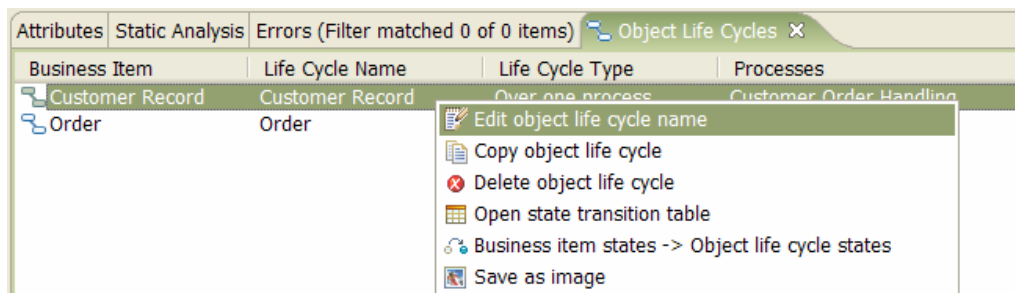 Attributes Static Analysis Errors (Filter matched 0 of 0 items) Object Life Cycles
Business Item Life Cycle Name Life Cycle Type Processes
Customer Record Customer Record Over one process Customer Order Handling
Order Order
Edit object life cycle name
Copy object life cycle
Delete object life cycle
Open state transition table
Business item states -> Object life cycle states
Save as image